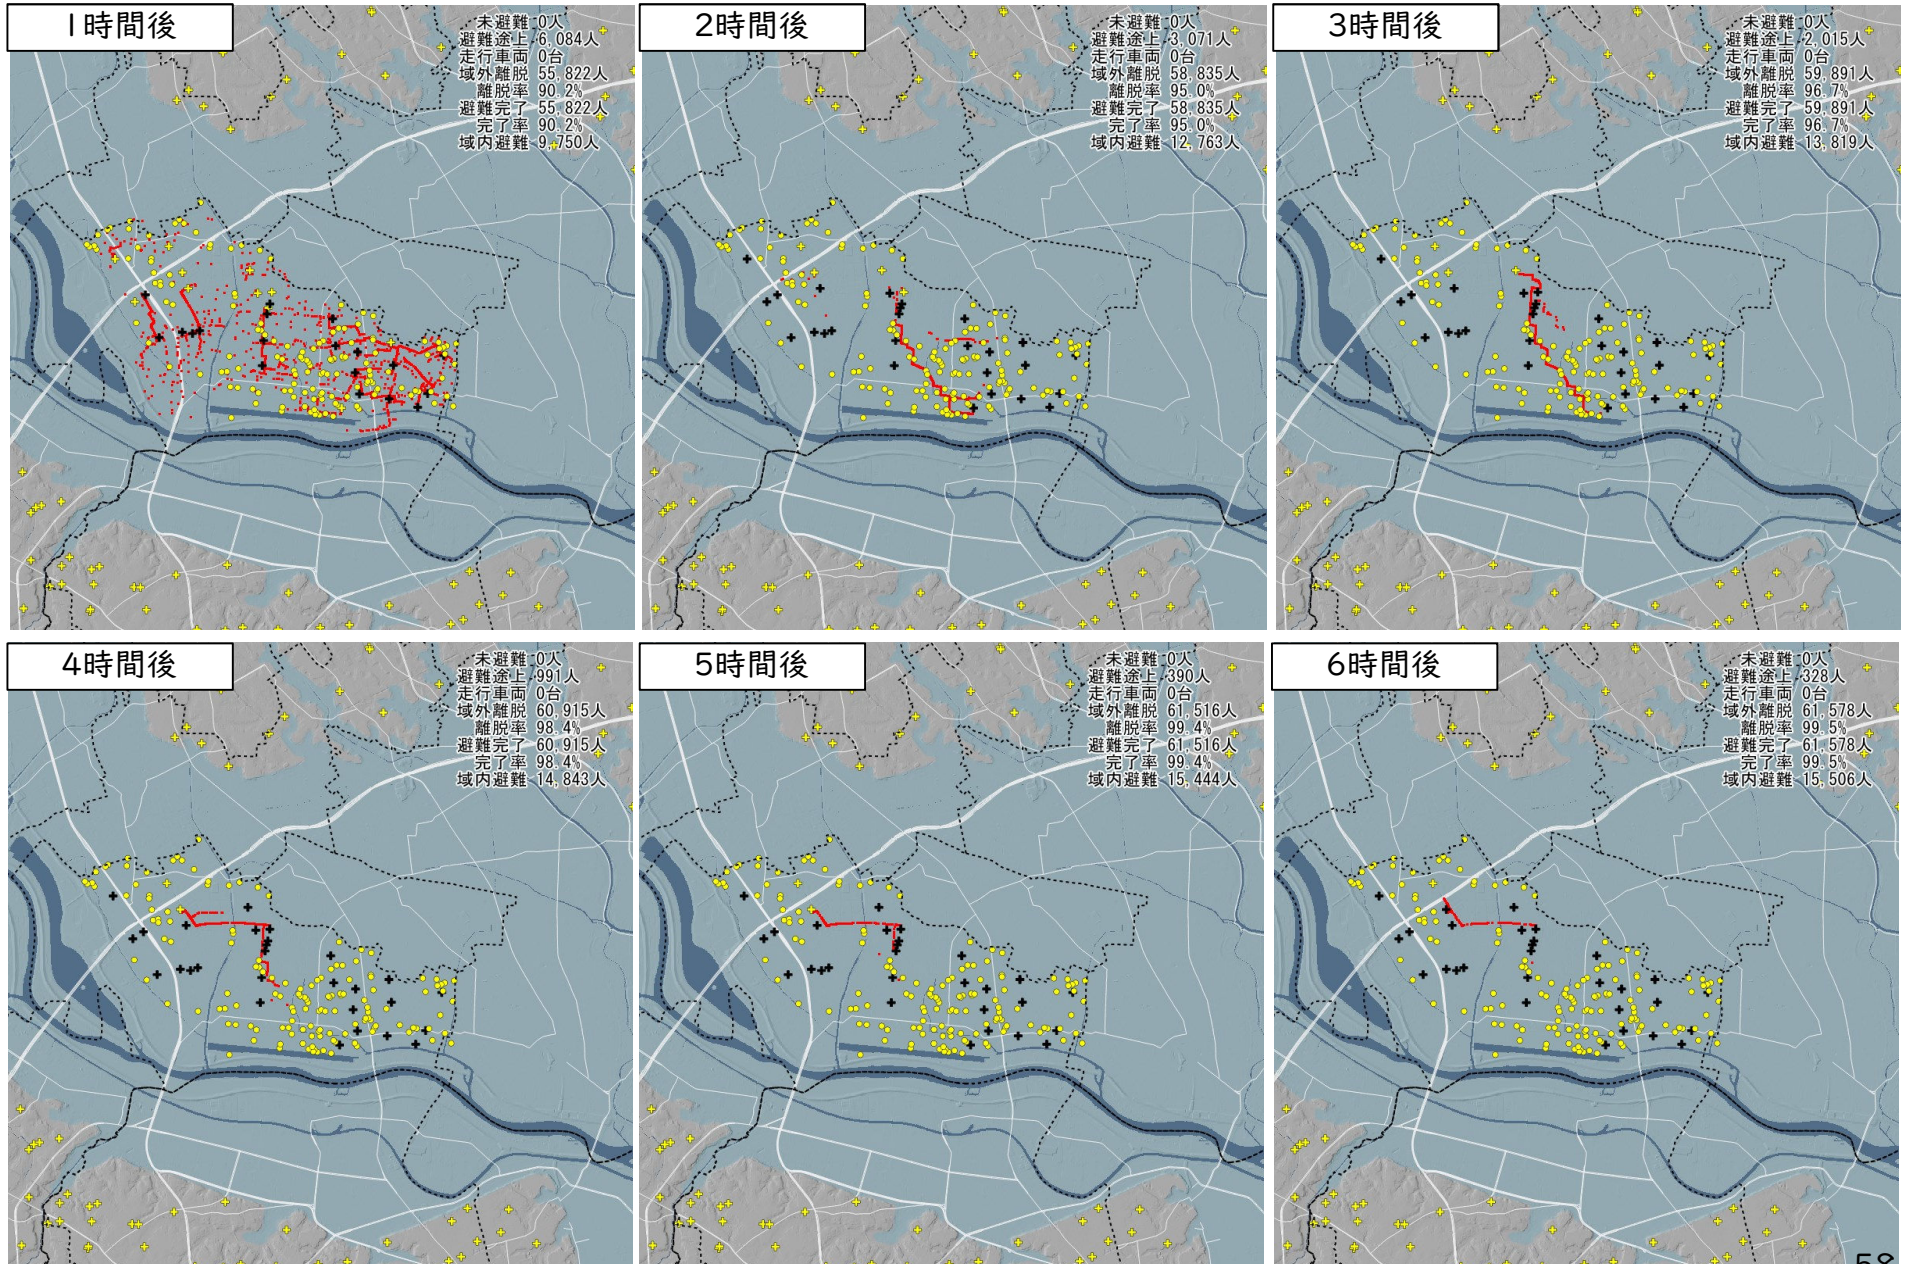 1時間後
未避難 0人
避難途上 6,084人
走行車両 0台
域外離脱 55,822人
離脱率 90.2%
避難完了 55,822人
完了率 90.2%
域内避難 9,750人
2時間後
未避難 0人
避難途上 3,071人
走行車両 0台
域外離脱 58,835人
離脱率 95.0%
避難完了 58,835人
完了率 95.0%
域内避難 12,763人
3時間後
未避難 0人
避難途上 2,015人
走行車両 0台
域外離脱 59,891人
離脱率 96.7%
避難完了 59,891人
完了率 96.7%
域内避難 13,819人
4時間後
未避難 0人
避難途上 991人
走行車両 0台
域外離脱 60,915人
離脱率 98.4%
避難完了 60,915人
完了率 98.4%
域内避難 14,843人
5時間後
未避難 0人
避難途上 390人
走行車両 0台
域外離脱 61,516人
離脱率 99.4%
避難完了 61,516人
完了率 99.4%
域内避難 15,444人
6時間後
未避難 0人
避難途上 328人
走行車両 0台
域外離脱 61,578人
離脱率 99.5%
避難完了 61,578人
完了率 99.5%
域内避難 15,506人